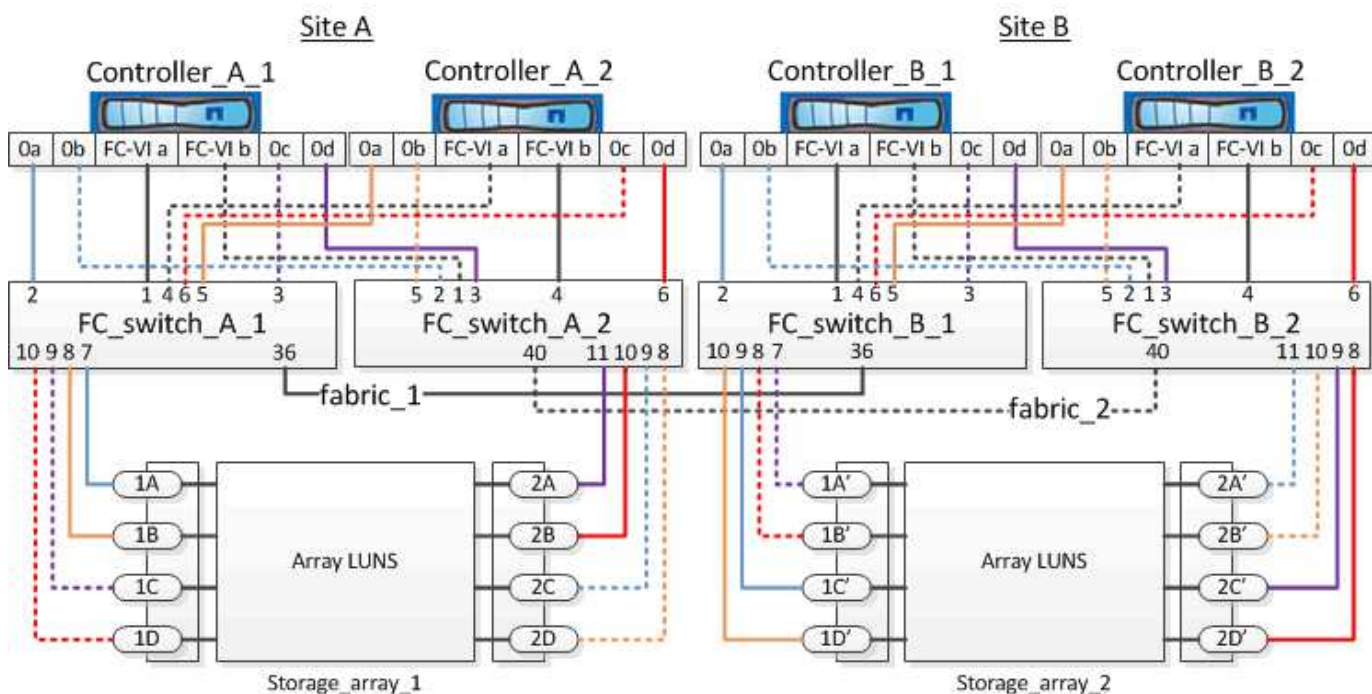 Site A Site B
Controller_A_1 Controller_A_2 Controller_B_1 Controller_B_2
0a 0b FC-VI a FC-VI b 0c 0d 0a 0b FC-VI a FC-VI b 0c 0d 0a 0b FC-VI a FC-VI b 0c 0d 0a 0b FC-VI a FC-VI b 0c 0d
2 1 4 6 5 3 5 2 1 3 4 6 2 1 4 6 5 3 5 2 1 3 4 6
FC_switch_A_1 FC_switch_A_2 FC_switch_B_1 FC_switch_B_2
10 9 8 7 36 40 11 10 9 8 10 9 8 7 36 40 11 10 9 8
fabric_1 fabric_2
1A 2A 1A’ 2A’
1B 2B 1B’ 2B’
Array LUNS Array LUNS
1C 2C 1C’ 2C’
1D 2D 1D’ 2D’
Storage_array_1 Storage_array_2